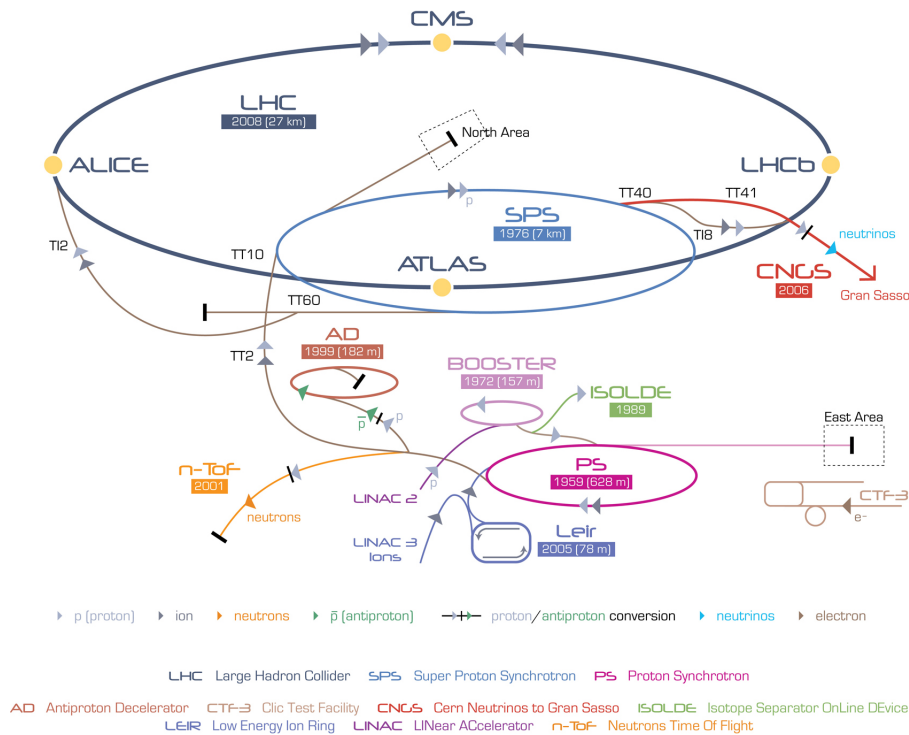 CMS
LHC
2008 (27 km)
North Area
ALICE
LHCb
TT40
TT41
SPS
1976 (7 km)
p
TI2
TT10
TI8
neutrinos
ATLAS
CNGS
2006
Gran Sasso
TT60
AD
1999 (182 m)
TT2
BOOSTER
1972 (157 m)
ISOLDE
1989
p
p̅
East Area
n-ToF
2001
PS
1959 (628 m)
LINAC 2
p
neutrons
CTF-3
e-
LINAC 3
Ions
Leir
2005 (78 m)
p (proton)
ion
neutrons
p̅ (antiproton)
proton/antiproton conversion
neutrinos
electron
LHC Large Hadron Collider SPS Super Proton Synchrotron PS Proton Synchrotron
AD Antiproton Decelerator CTF-3 Clic Test Facility CNGS Cern Neutrinos to Gran Sasso ISOLDE Isotope Separator OnLine DEvice
LEIR Low Energy Ion Ring LINAC LINear ACcelerator n-ToF Neutrons Time Of Flight